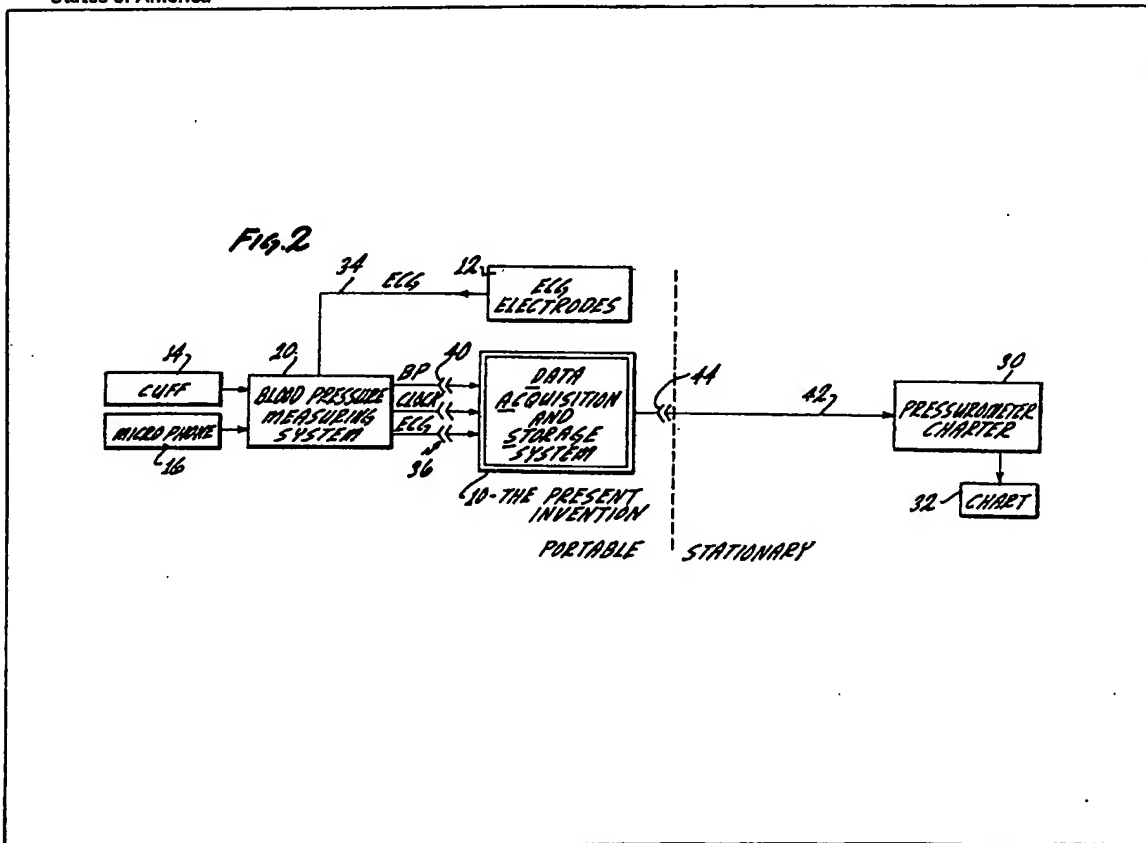 FIG. 2
34
ECG
12
ECG
ELECTRODES
14
CUFF
MICROPHONE
16
20
BLOOD PRESSURE
MEASURING
SYSTEM
BP
40
CLOCK
ECG
36
DATA
ACQUISITION
AND
STORAGE
SYSTEM
10-THE PRESENT
INVENTION
PORTABLE
STATIONARY
44
42
30
PRESSUROMETER
CHARTER
32
CHART